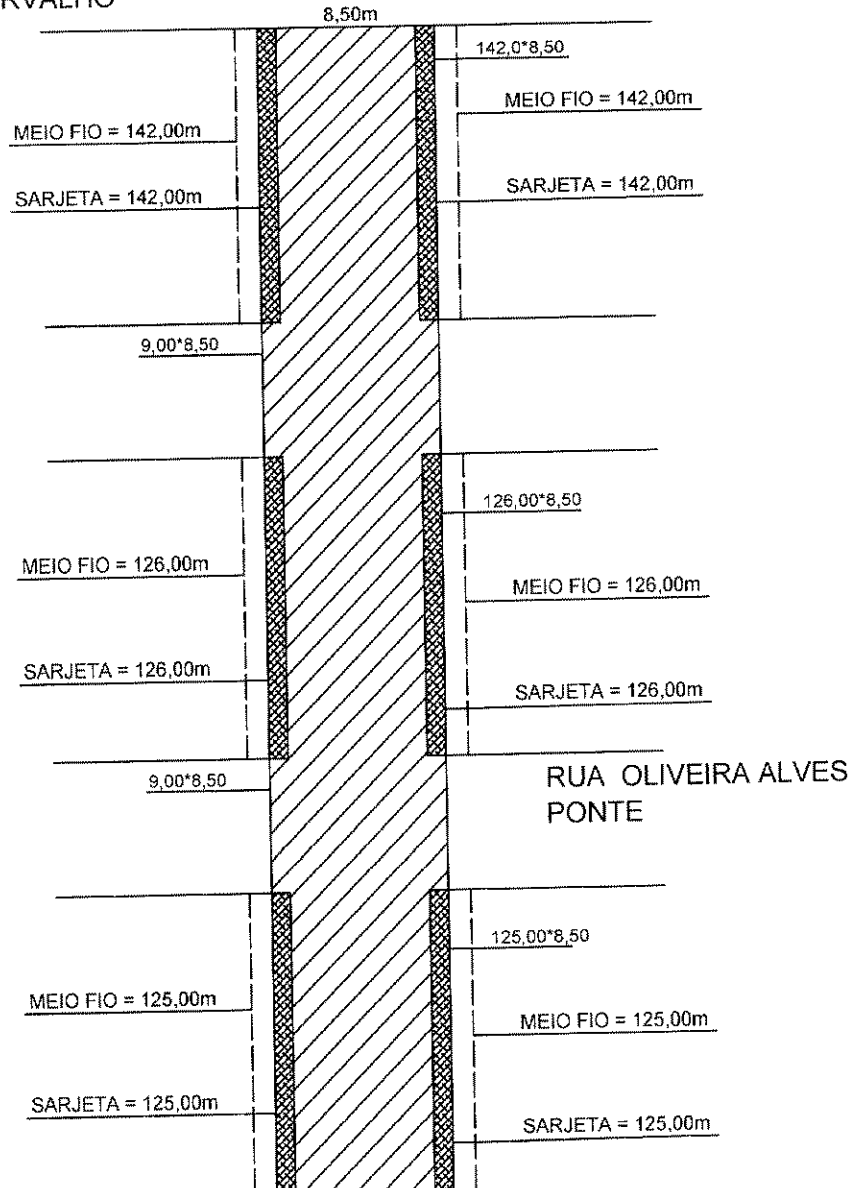 8,50m
142,0*8,50
MEIO FIO = 142,00m
MEIO FIO = 142,00m
SARJETA = 142,00m
SARJETA = 142,00m
9,00*8,50
126,00*8,50
MEIO FIO = 126,00m
MEIO FIO = 126,00m
SARJETA = 126,00m
SARJETA = 126,00m
9,00*8,50
RUA OLIVEIRA ALVES
PONTE
125,00*8,50
MEIO FIO = 125,00m
MEIO FIO = 125,00m
SARJETA = 125,00m
SARJETA = 125,00m